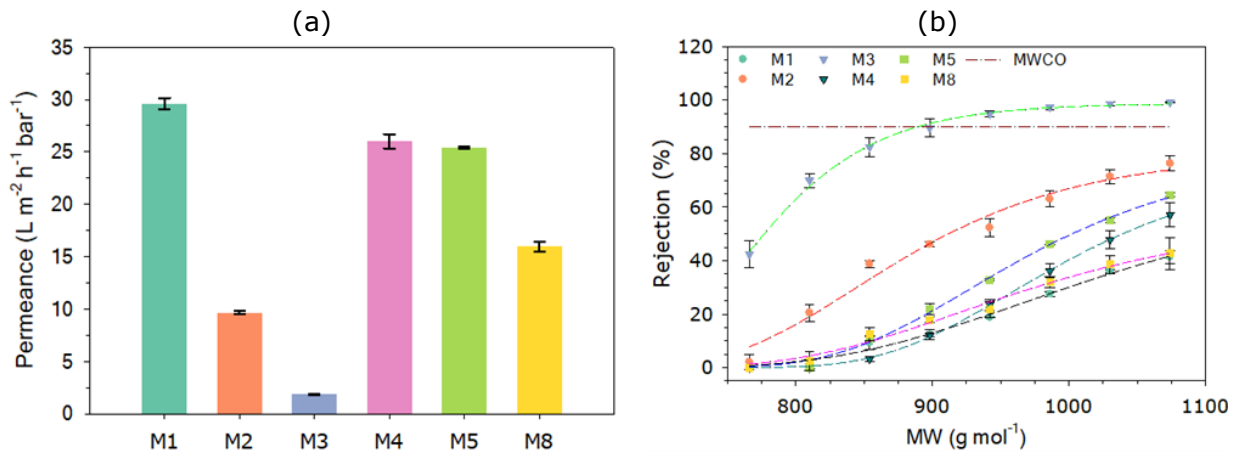 (a)
Permeance (L m⁻² h⁻¹ bar⁻¹)
35
30
25
20
15
10
5
0
M1 M2 M3 M4 M5 M8
(b)
Rejection (%)
120
100
80
60
40
20
0
M1 M3 M5 MWCO
M2 M4 M8
800 900 1000 1100
MW (g mol⁻¹)